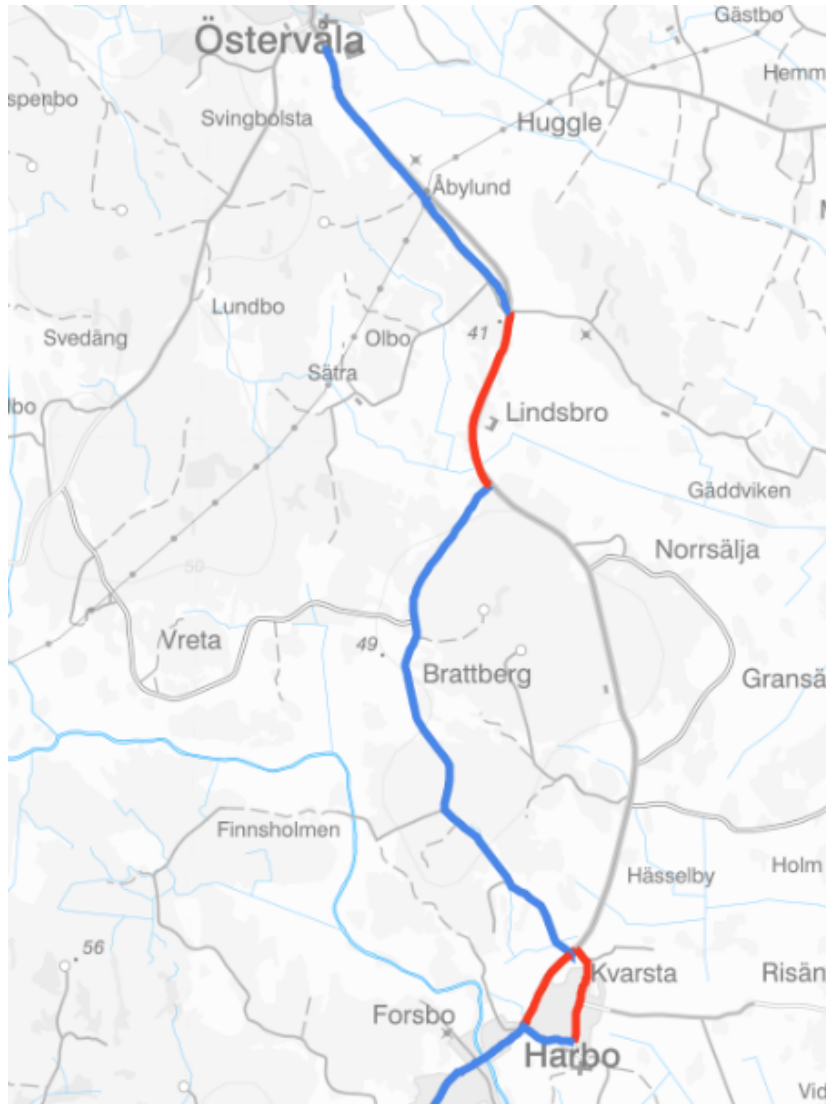 Gästbo
Östervåla
Hemm
spenbo
Svingbolsta
Huggle
Åbylund
Lundbo
Svedäng
41
Olbo
Sätra
lbo
Lindsbro
Gäddviken
Norrsälja
50
Vreta
49
Brattberg
Gransä
Finnsholmen
Hässelby
Holm
56
Kvarsta
Risän
Forsbo
Harbo
Vid